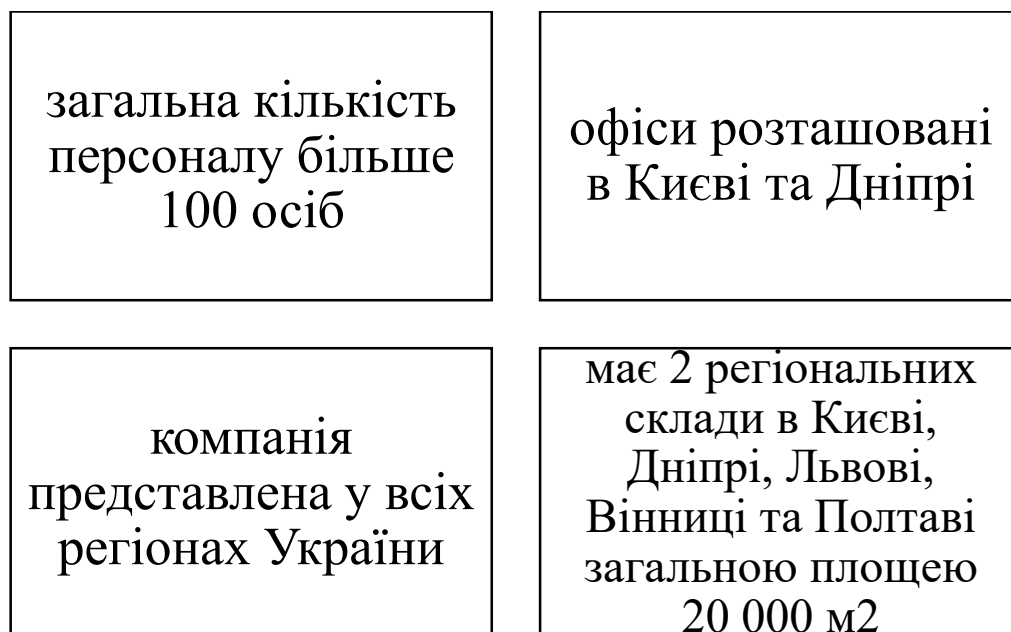 загальна кількість
персоналу більше
100 осіб
офіси розташовані
в Києві та Дніпрі
компанія
представлена у всіх
регіонах України
має 2 регіональних
склади в Києві,
Дніпрі, Львові,
Вінниці та Полтаві
загальною площею
20 000 м2